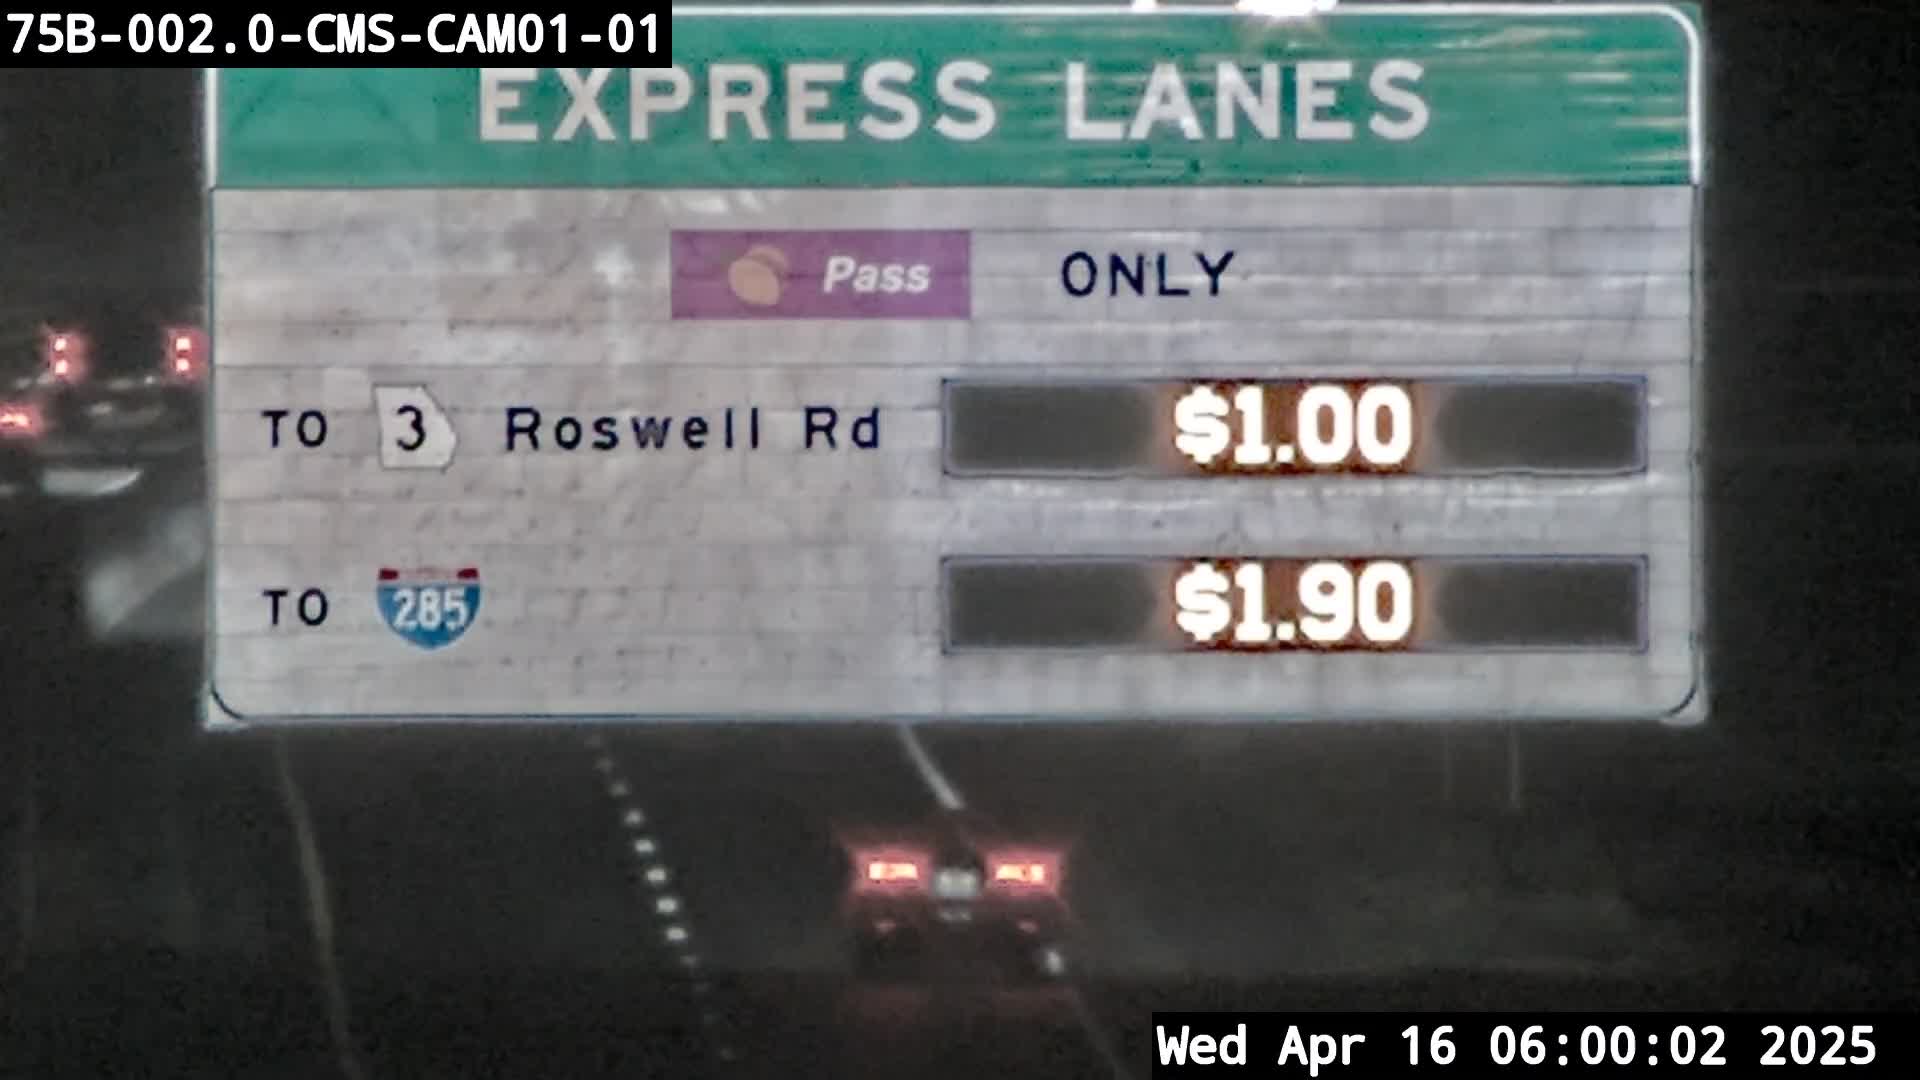 75B-002.0-CMS-CAM01-01
EXPRESS LANES
Pass ONLY
TO 3 Roswell Rd $1.00
TO 285 $1.90
Wed Apr 16 06:00:02 2025